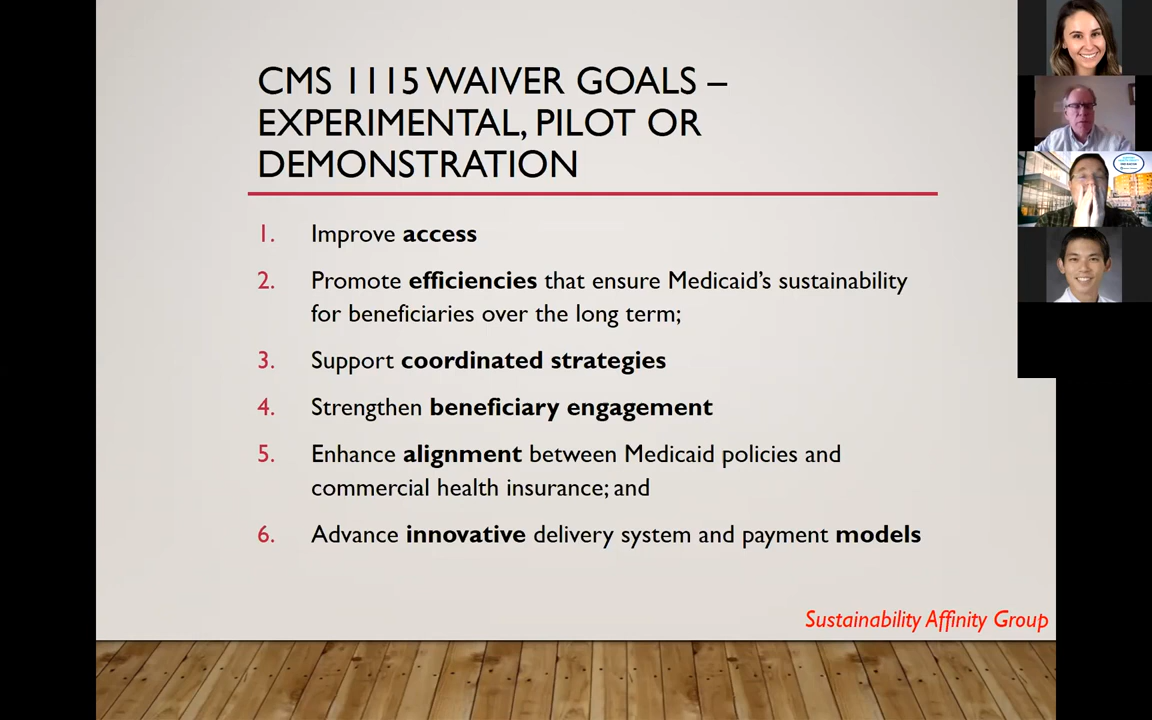 CMS 1115 WAIVER GOALS –
EXPERIMENTAL, PILOT OR
DEMONSTRATION
1. Improve access
2. Promote efficiencies that ensure Medicaid's sustainability
for beneficiaries over the long term;
3. Support coordinated strategies
4. Strengthen beneficiary engagement
5. Enhance alignment between Medicaid policies and
commercial health insurance; and
6. Advance innovative delivery system and payment models
Sustainability Affinity Group